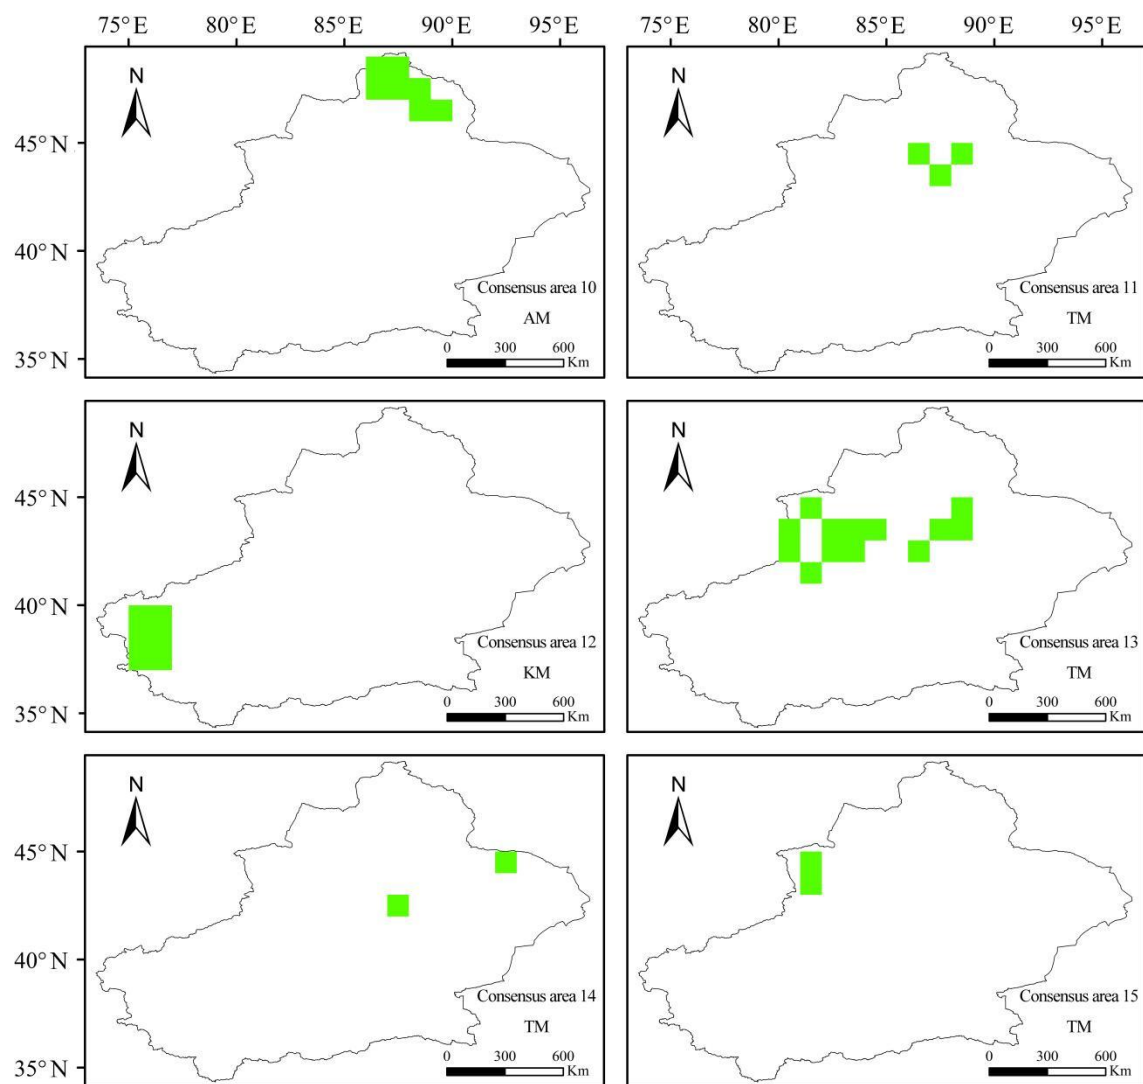 75°E 80°E 85°E 90°E 95°E 75°E 80°E 85°E 90°E 95°E
N
45°N
40°N
35°N
Consensus area 10
AM
0 300 600
Km
N
Consensus area 11
TM
0 300 600
Km
N
45°N
40°N
35°N
Consensus area 12
KM
0 300 600
Km
N
Consensus area 13
TM
0 300 600
Km
N
45°N
40°N
35°N
Consensus area 14
TM
0 300 600
Km
N
Consensus area 15
TM
0 300 600
Km